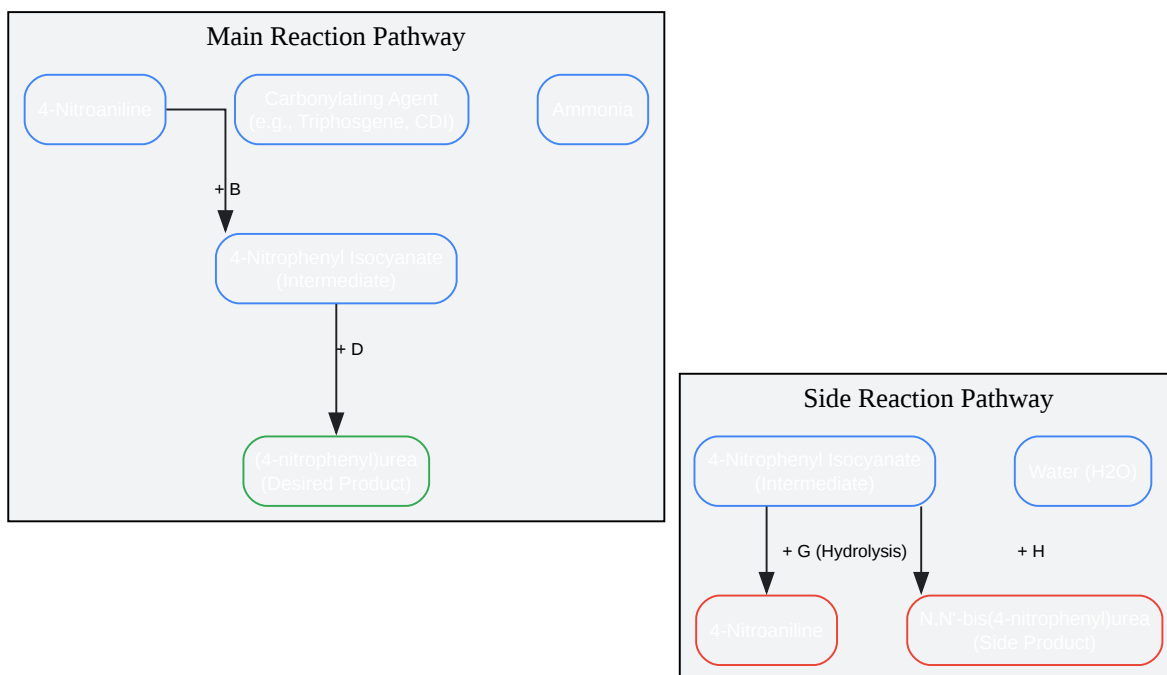 Main Reaction Pathway
4-Nitroaniline
Carbonylating Agent
(e.g., Triphosgene, CDI)
Ammonia
+ B
4-Nitrophenyl Isocyanate
(Intermediate)
+ D
(4-nitrophenyl)urea
(Desired Product)
Side Reaction Pathway
4-Nitrophenyl Isocyanate
(Intermediate)
Water (H2O)
+ G (Hydrolysis)
+ H
4-Nitroaniline
N,N'-bis(4-nitrophenyl)urea
(Side Product)